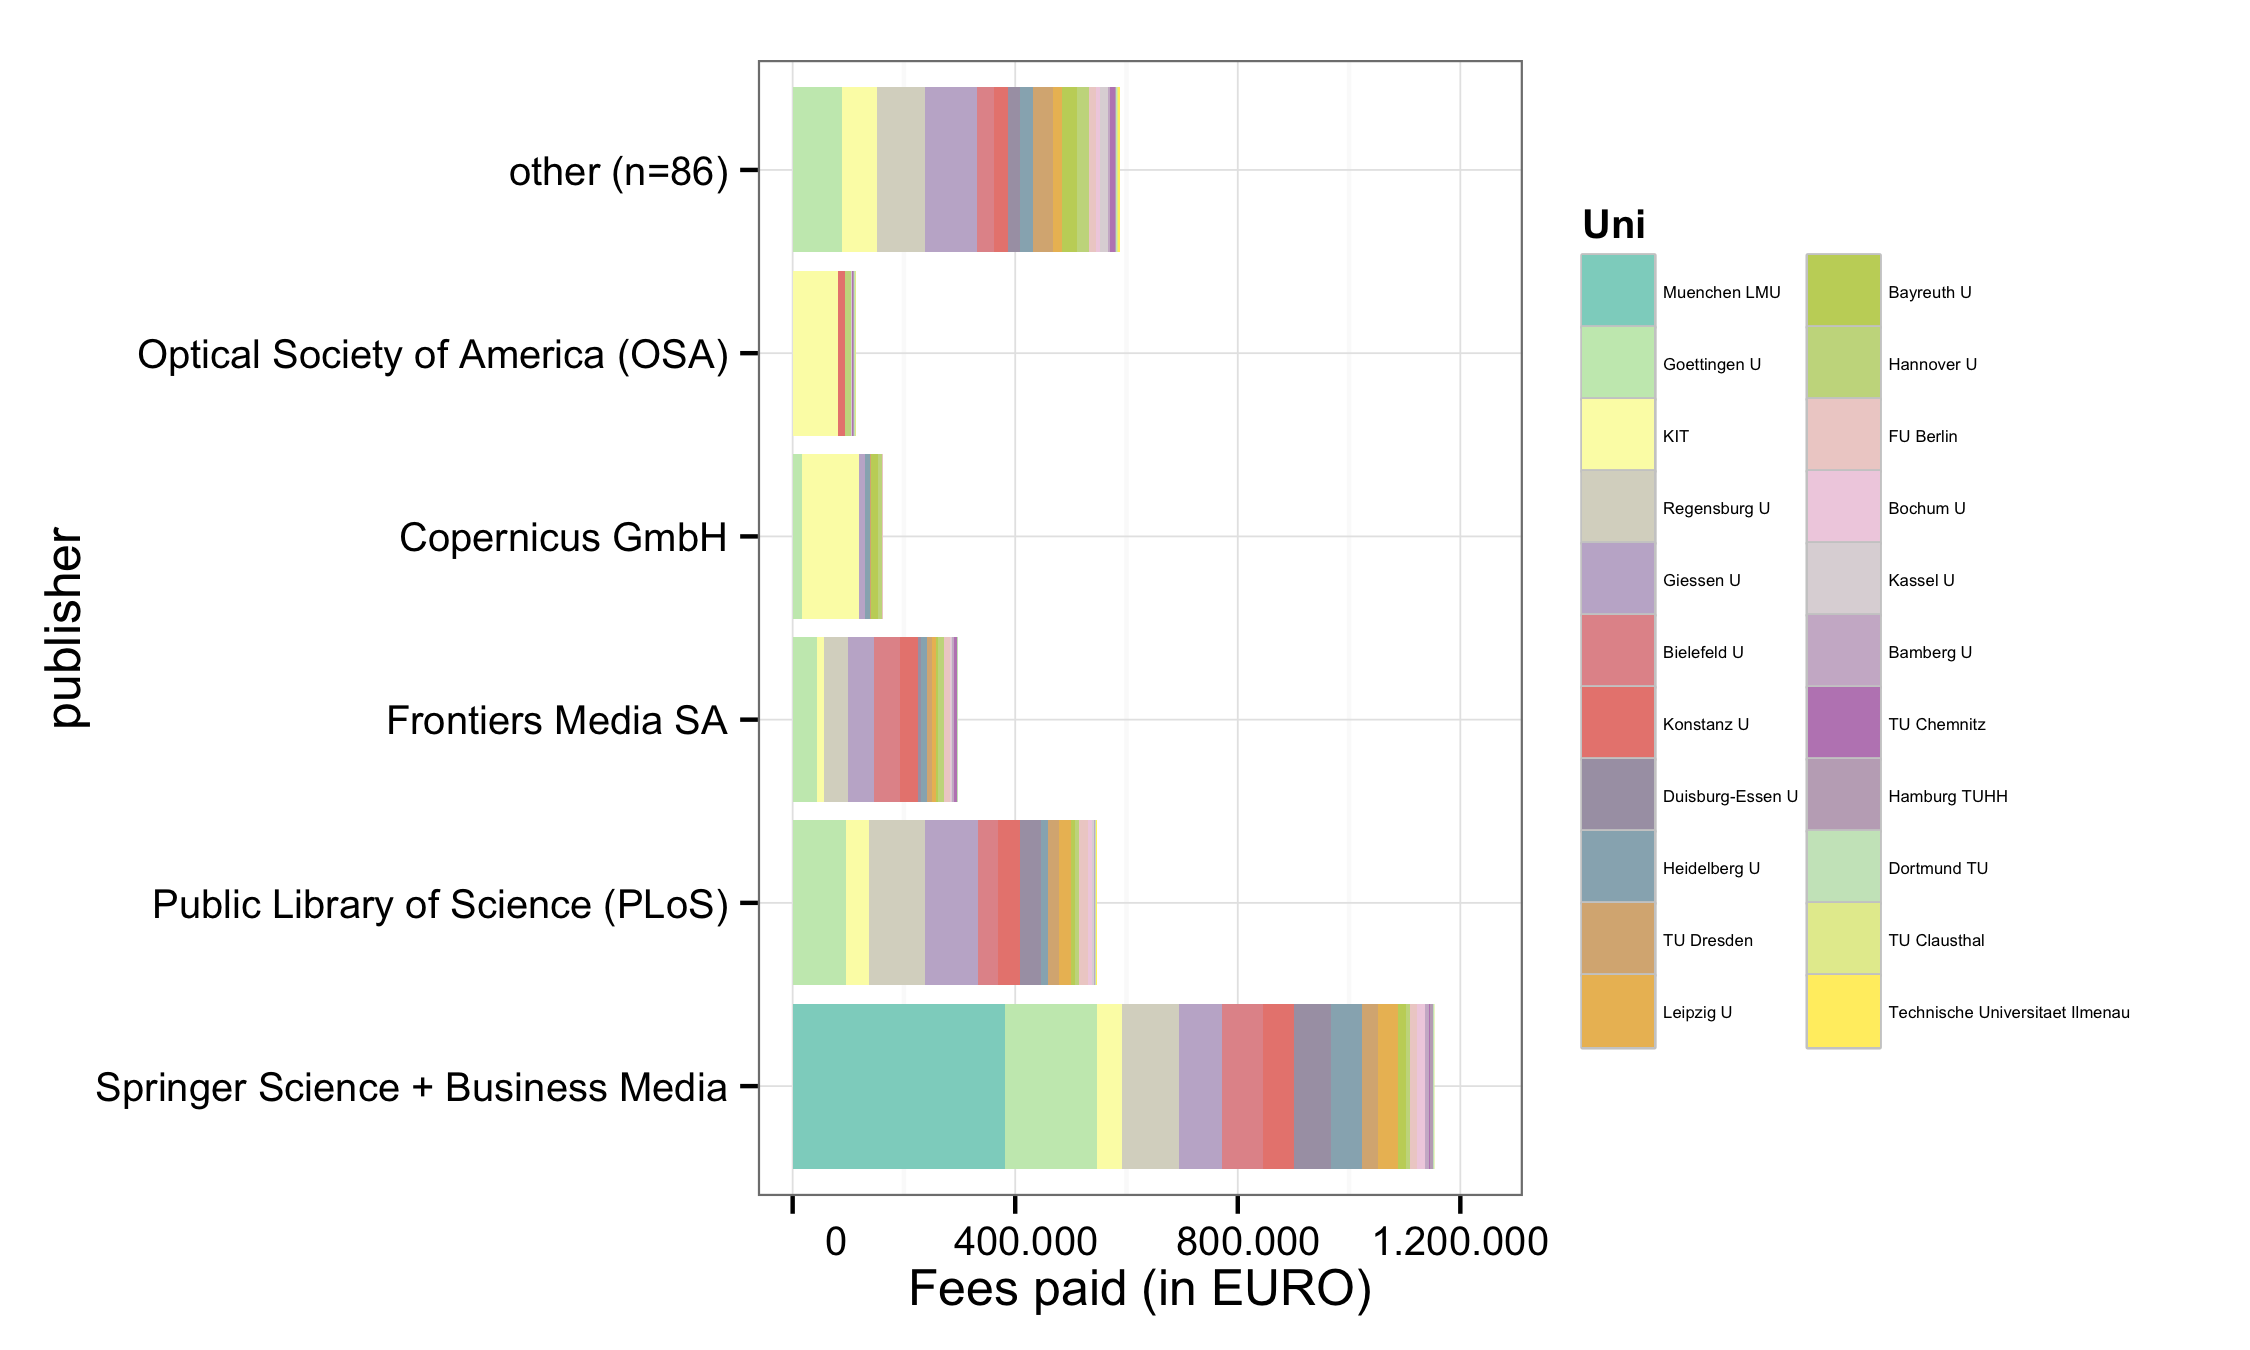 other (n=86)
Optical Society of America (OSA)
Copernicus GmbH
Frontiers Media SA
Public Library of Science (PLoS)
Springer Science + Business Media
publisher
0
400.000
800.000
1.200.000
Fees paid (in EURO)
Uni
Muenchen LMU
Goettingen U
KIT
Regensburg U
Giessen U
Bielefeld U
Konstanz U
Duisburg-Essen U
Heidelberg U
TU Dresden
Leipzig U
Bayreuth U
Hannover U
FU Berlin
Bochum U
Kassel U
Bamberg U
TU Chemnitz
Hamburg TUHH
Dortmund TU
TU Clausthal
Technische Universitaet Ilmenau